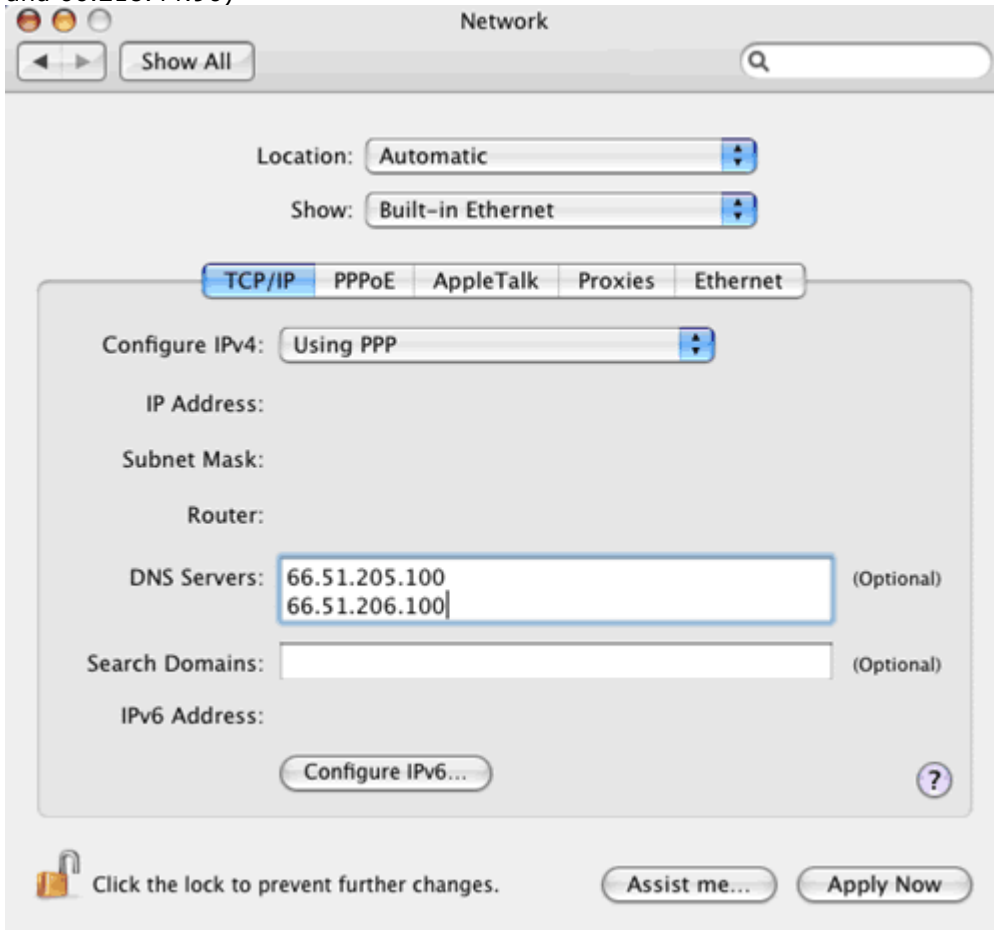 Network
Show All
Location: Automatic
Show: Built-in Ethernet
TCP/IP PPPoE AppleTalk Proxies Ethernet
Configure IPv4: Using PPP
IP Address:
Subnet Mask:
Router:
DNS Servers: 66.51.205.100 (Optional)
66.51.206.100
Search Domains: (Optional)
IPv6 Address:
Configure IPv6...
?
Click the lock to prevent further changes. Assist me... Apply Now